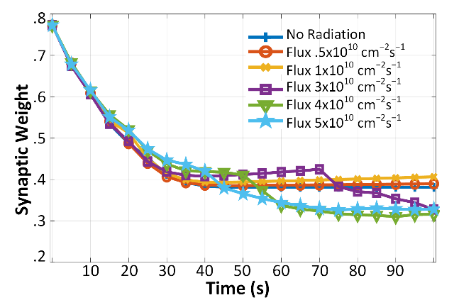 .8
.7
.6
.5
.4
.3
.2
Synaptic Weight
No Radiation
Flux .5x10¹⁰ cm⁻²s⁻¹
Flux 1x10¹⁰ cm⁻²s⁻¹
Flux 3x10¹⁰ cm⁻²s⁻¹
Flux 4x10¹⁰ cm⁻²s⁻¹
Flux 5x10¹⁰ cm⁻²s⁻¹
10 20 30 40 50 60 70 80 90
Time (s)